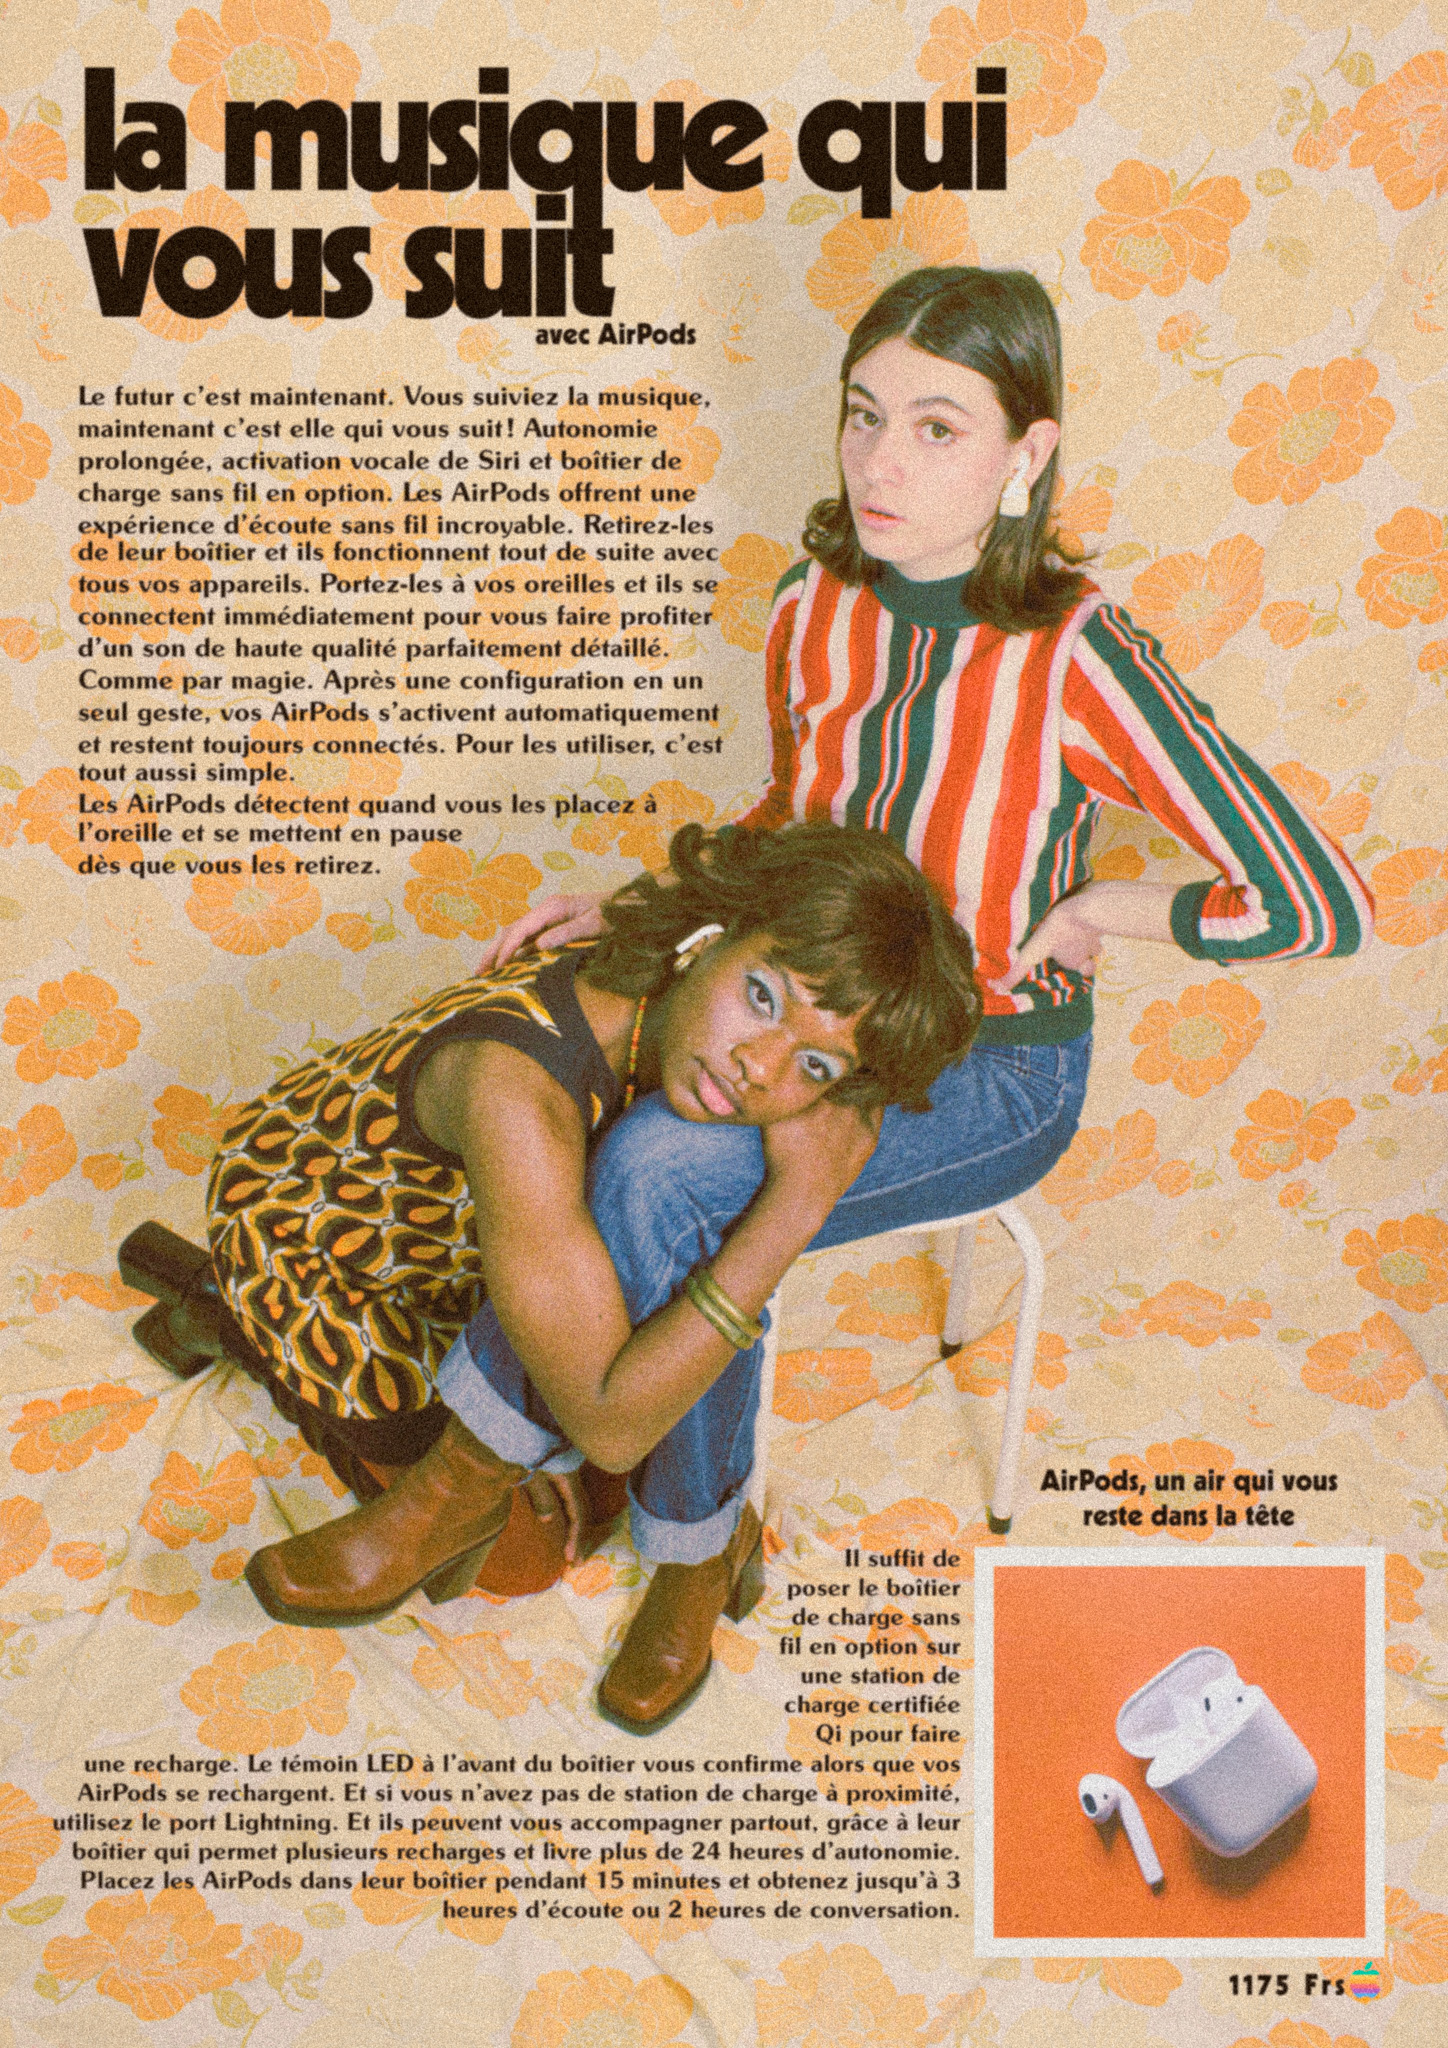 la musique qui
vous suit
avec AirPods
Le futur c'est maintenant. Vous suiviez la musique,
maintenant c'est elle qui vous suit! Autonomie
prolongée, activation vocale de Siri et boîtier de
charge sans fil en option. Les AirPods offrent une
expérience d'écoute sans fil incroyable. Retirez-les
de leur boîtier et ils fonctionnent tout de suite avec
tous vos appareils. Portez-les à vos oreilles et ils se
connectent immédiatement pour vous faire profiter
d'un son de haute qualité parfaitement détaillé.
Comme par magie. Après une configuration en un
seul geste, vos AirPods s'activent automatiquement
et restent toujours connectés. Pour les utiliser, c'est
tout aussi simple.
Les AirPods détectent quand vous les placez à
l'oreille et se mettent en pause
dès que vous les retirez.
AirPods, un air qui vous
reste dans la tête
Il suffit de
poser le boîtier
de charge sans
fil en option sur
une station de
charge certifiée
Qi pour faire
une recharge. Le témoin LED à l'avant du boîtier vous confirme alors que vos
AirPods se rechargent. Et si vous n'avez pas de station de charge à proximité,
utilisez le port Lightning. Et ils peuvent vous accompagner partout, grâce à leur
boîtier qui permet plusieurs recharges et livre plus de 24 heures d'autonomie.
Placez les AirPods dans leur boîtier pendant 15 minutes et obtenez jusqu'à 3
heures d'écoute ou 2 heures de conversation.
1175 Frs